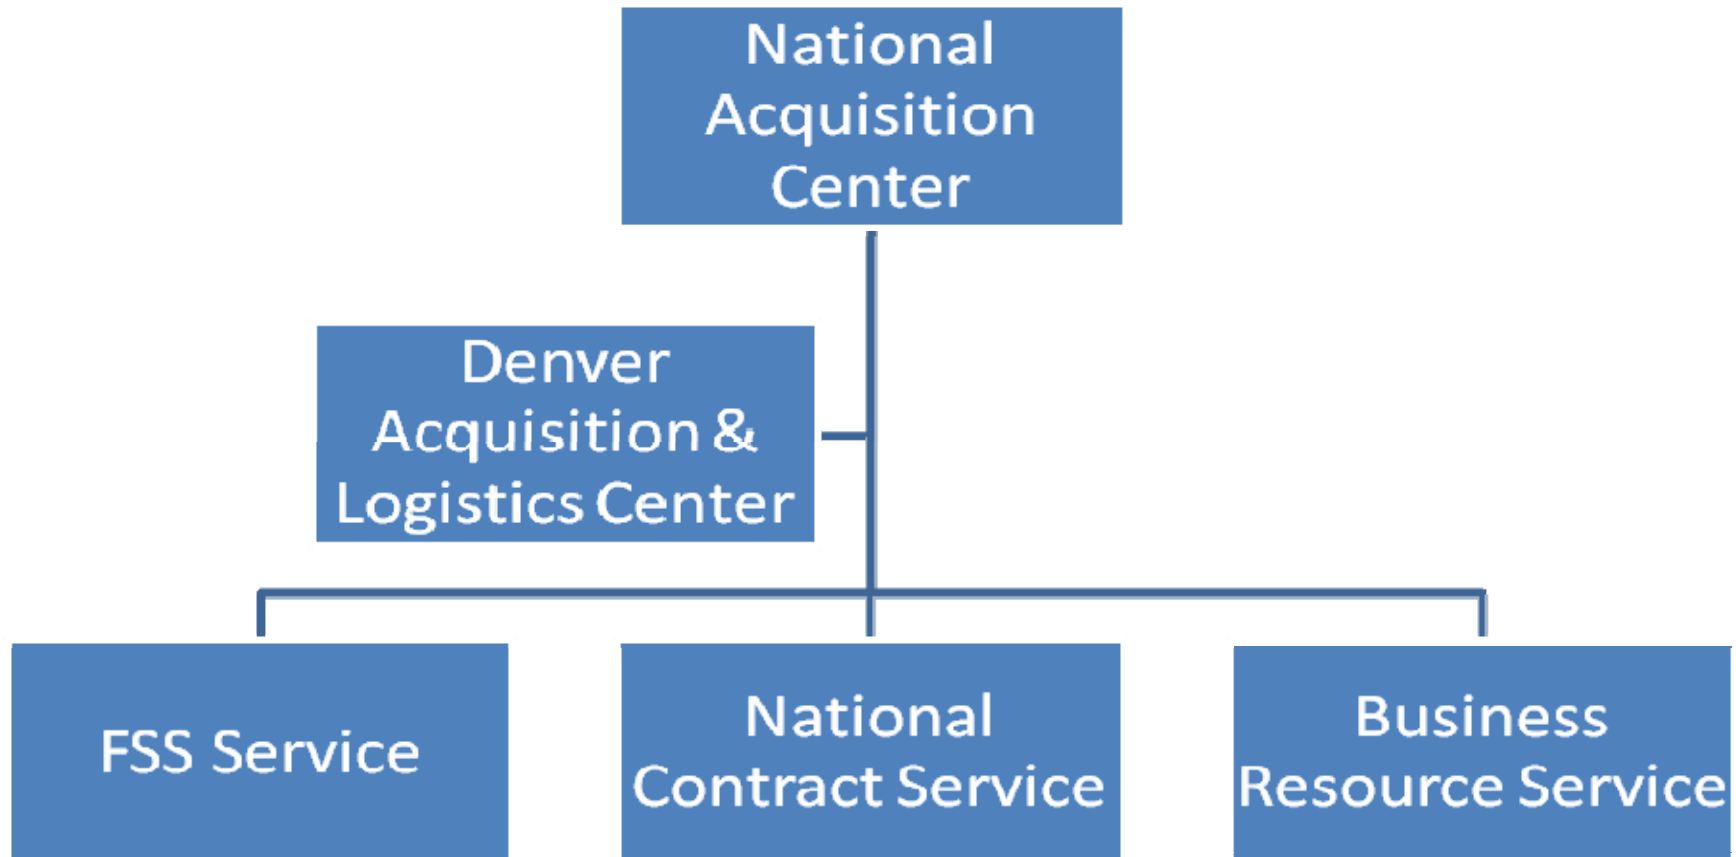 National
Acquisition
Center
Denver
Acquisition &
Logistics Center
FSS Service
National
Contract Service
Business
Resource Service